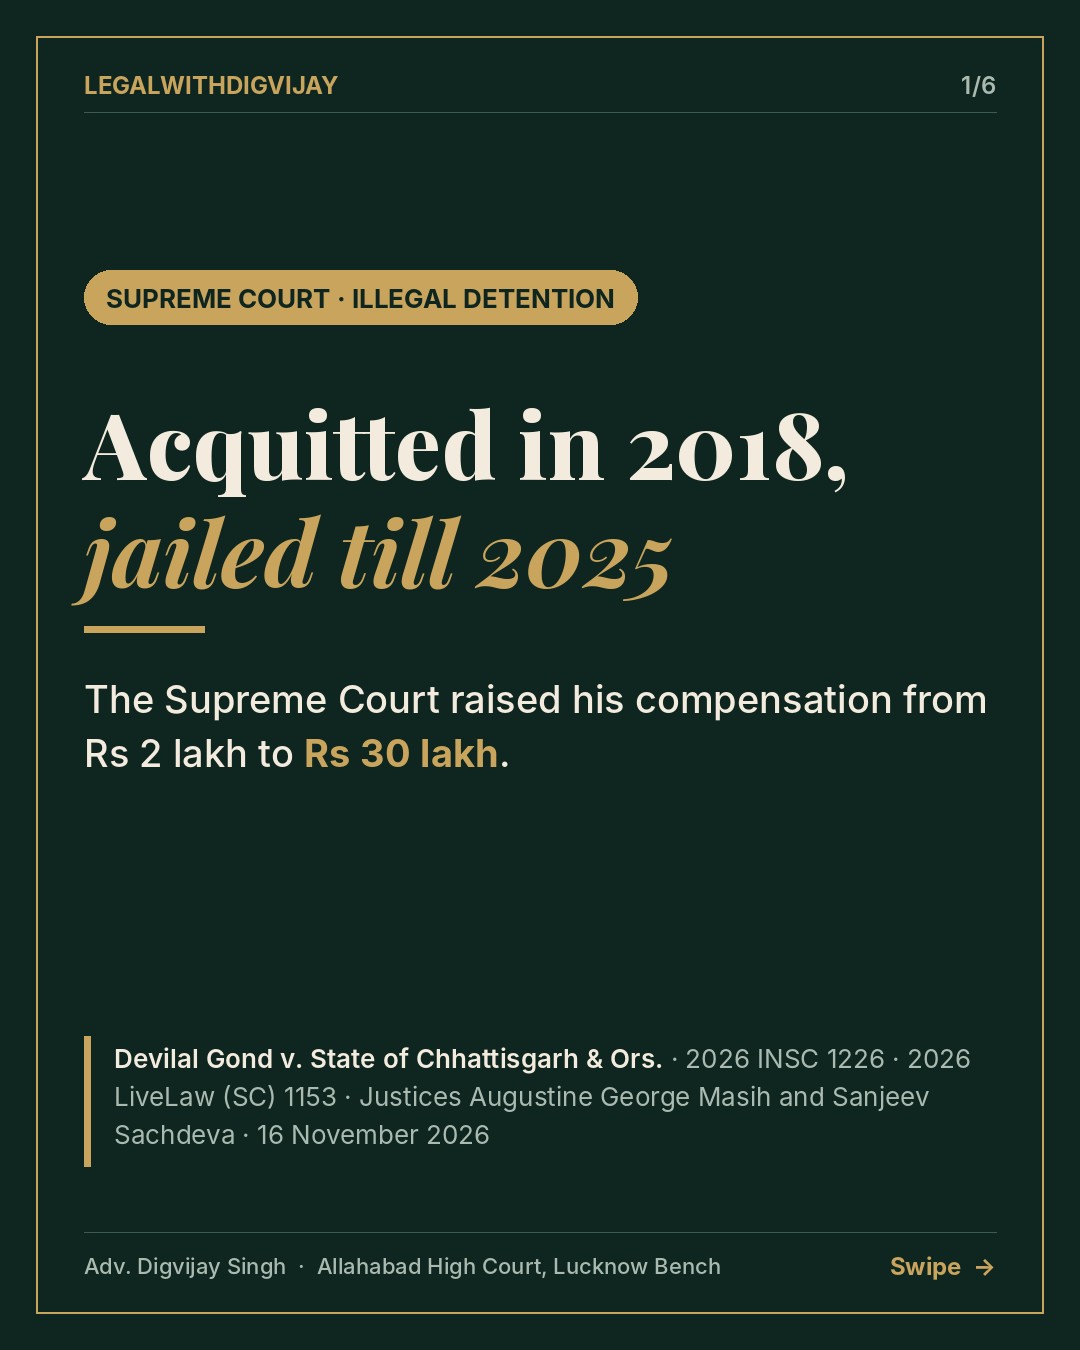 LEGALWITHDIGVIJAY
1/6
SUPREME COURT · ILLEGAL DETENTION
Acquitted in 2018,
jailed till 2025
The Supreme Court raised his compensation from
Rs 2 lakh to Rs 30 lakh.
Devilal Gond v. State of Chhattisgarh & Ors. · 2026 INSC 1226 · 2026
LiveLaw (SC) 1153 · Justices Augustine George Masih and Sanjeev
Sachdeva · 16 November 2026
Adv. Digvijay Singh · Allahabad High Court, Lucknow Bench
Swipe →